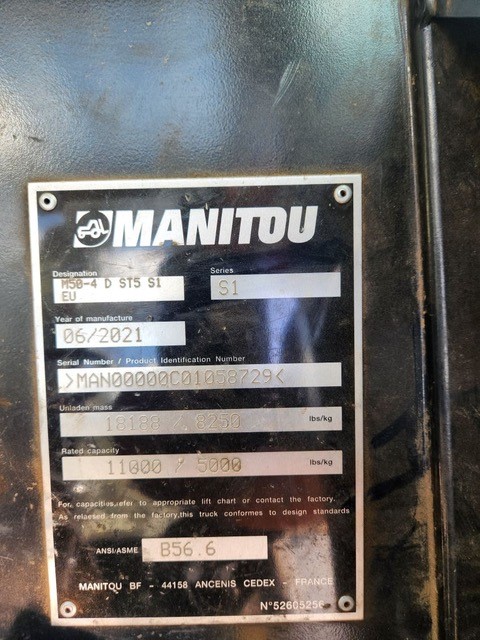 MANITOU
Designation
M50-4 D ST5 S1
EU
Series
S1
Year of manufacture
06/2021
Serial Number / Product Identification Number
>MAN00000C01058729<
Unladen mass
18188 / 8250 lbs/kg
Rated capacity
11000 / 5000 lbs/kg
For capacities,refer to appropriate lift chart or contact the factory.
As relaesed from the factory,this truck conformes to design standards
ANSI/ASME B56.6
MANITOU BF - 44158 ANCENIS CEDEX - FRANCE
N°52605256